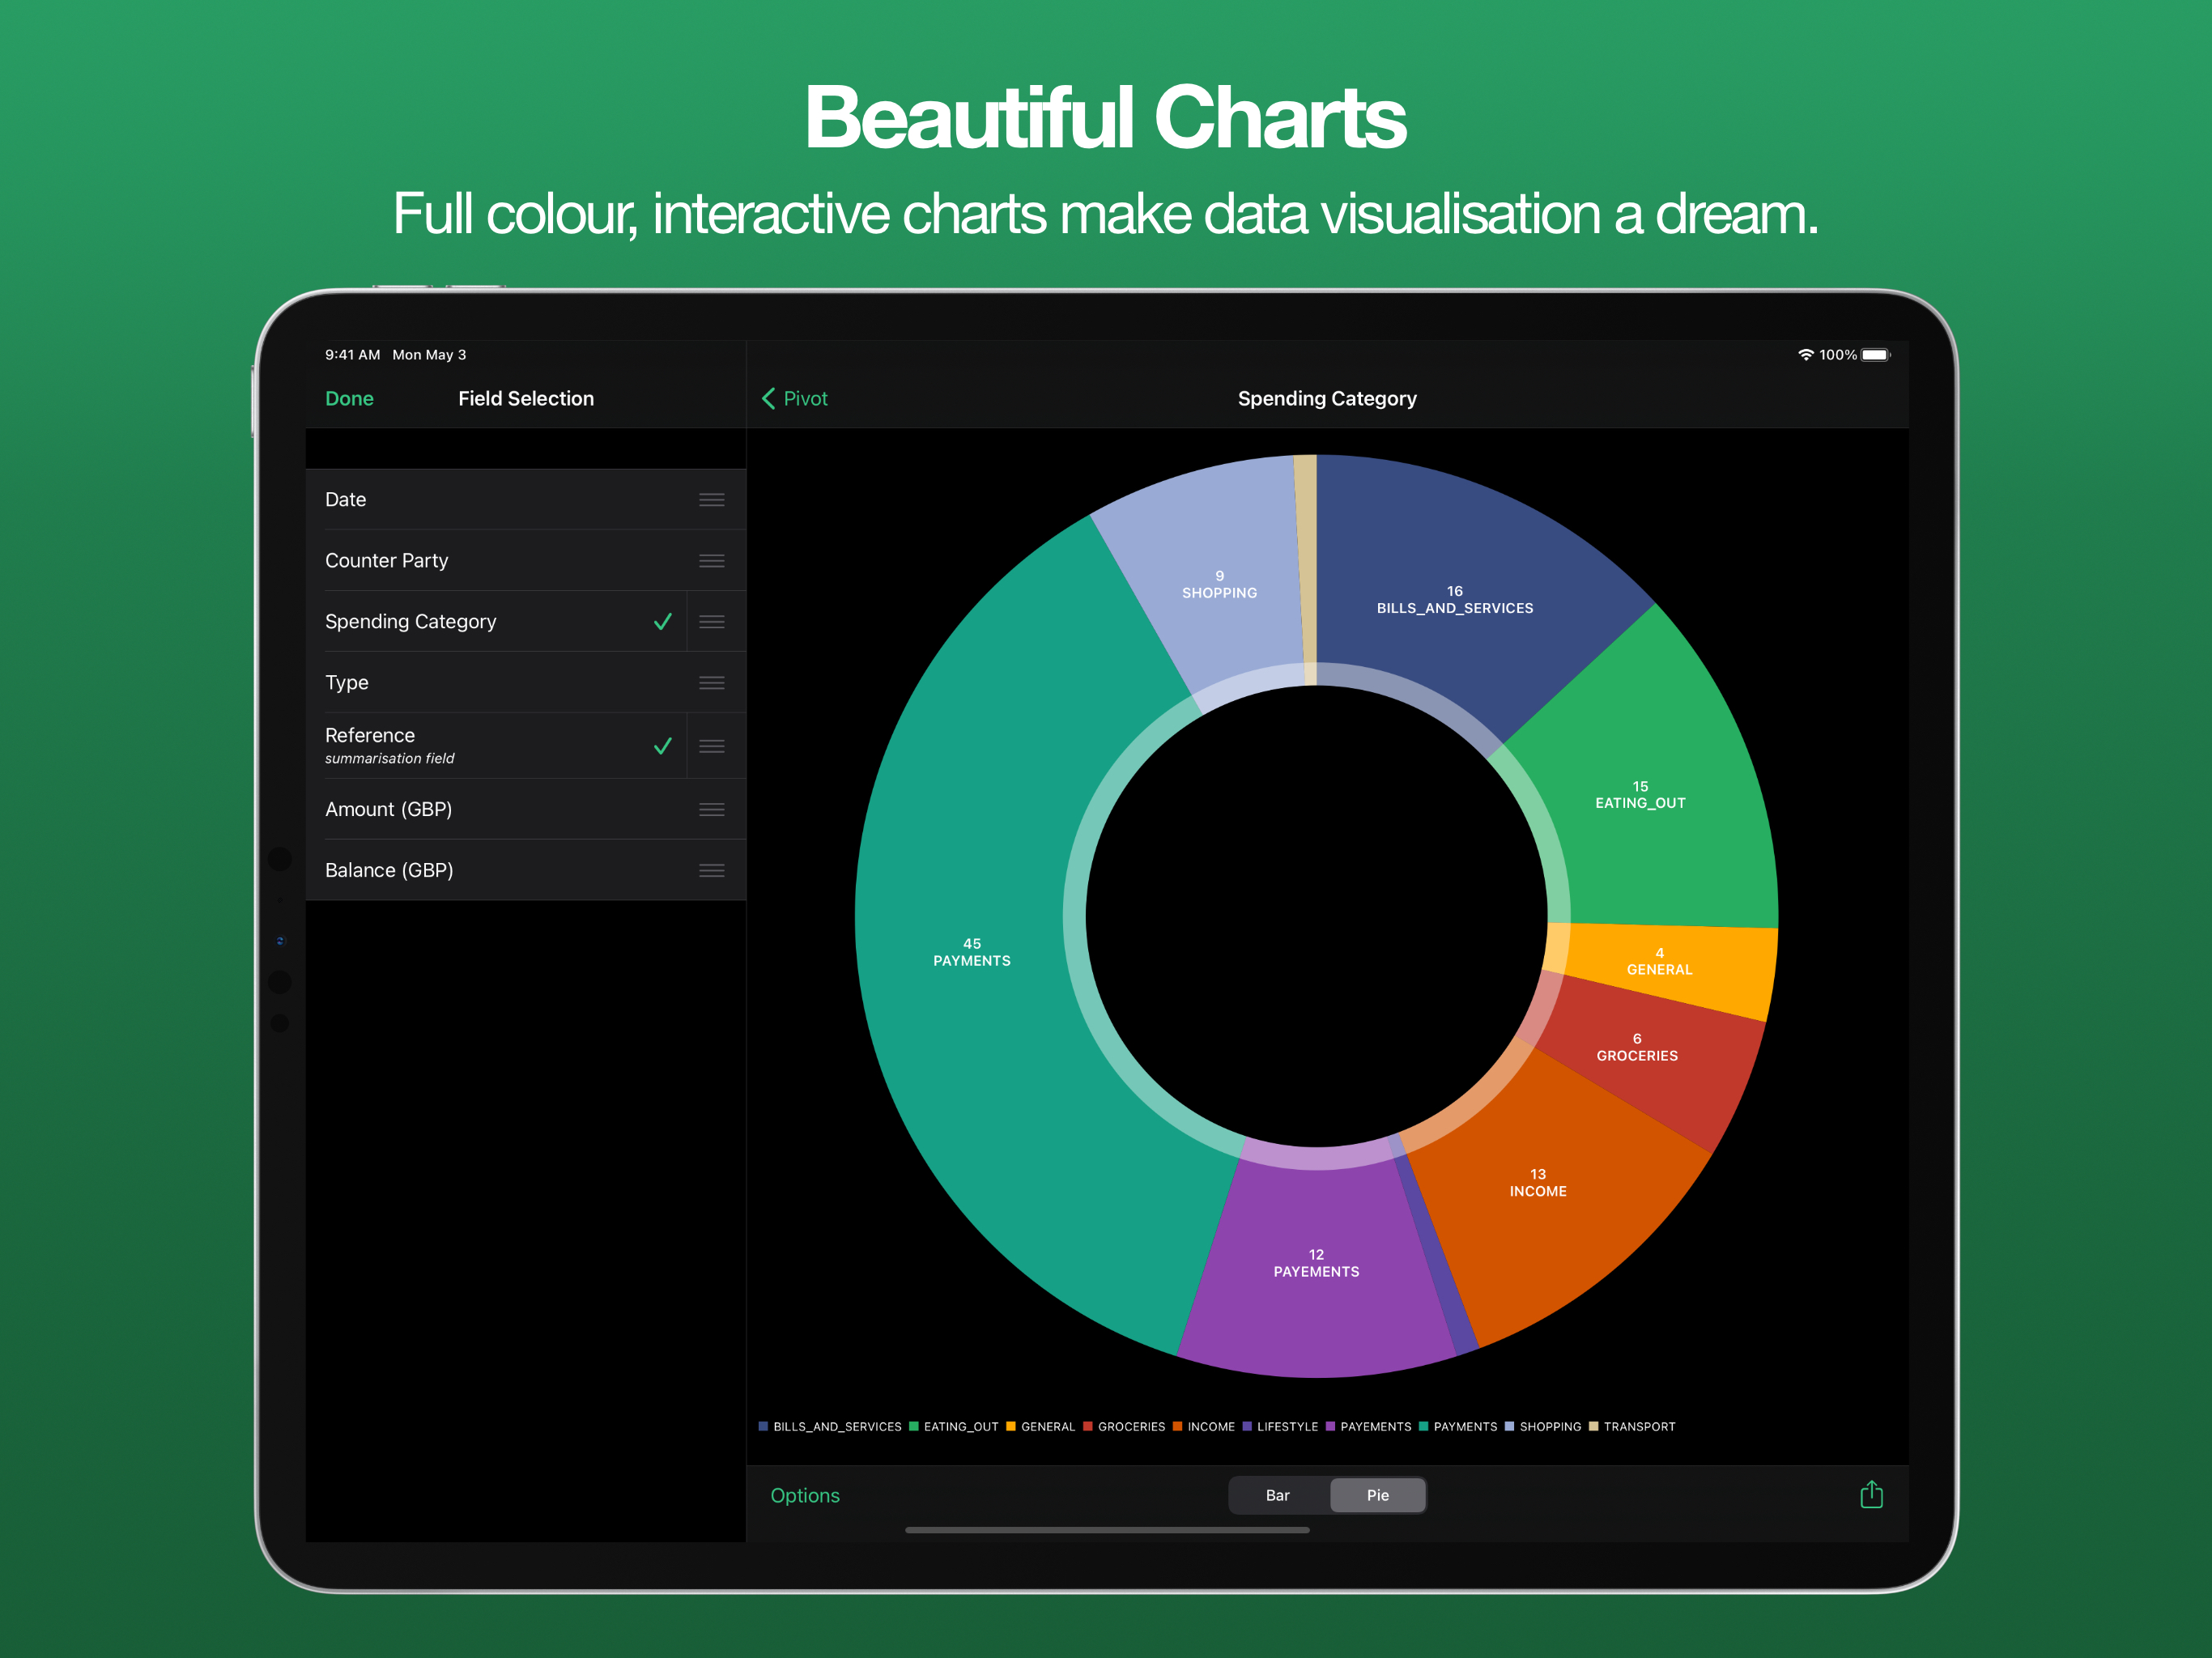 Beautiful Charts
Full colour, interactive charts make data visualisation a dream.
9:41 AM Mon May 3
100%
Done
Field Selection
Pivot
Spending Category
Date
Counter Party
Spending Category
Type
Reference
summarisation field
Amount (GBP)
Balance (GBP)
9
SHOPPING
16
BILLS_AND_SERVICES
15
EATING_OUT
45
PAYMENTS
4
GENERAL
6
GROCERIES
13
INCOME
12
PAYEMENTS
BILLS_AND_SERVICES EATING_OUT GENERAL GROCERIES INCOME LIFESTYLE PAYEMENTS PAYMENTS SHOPPING TRANSPORT
Options
Bar
Pie